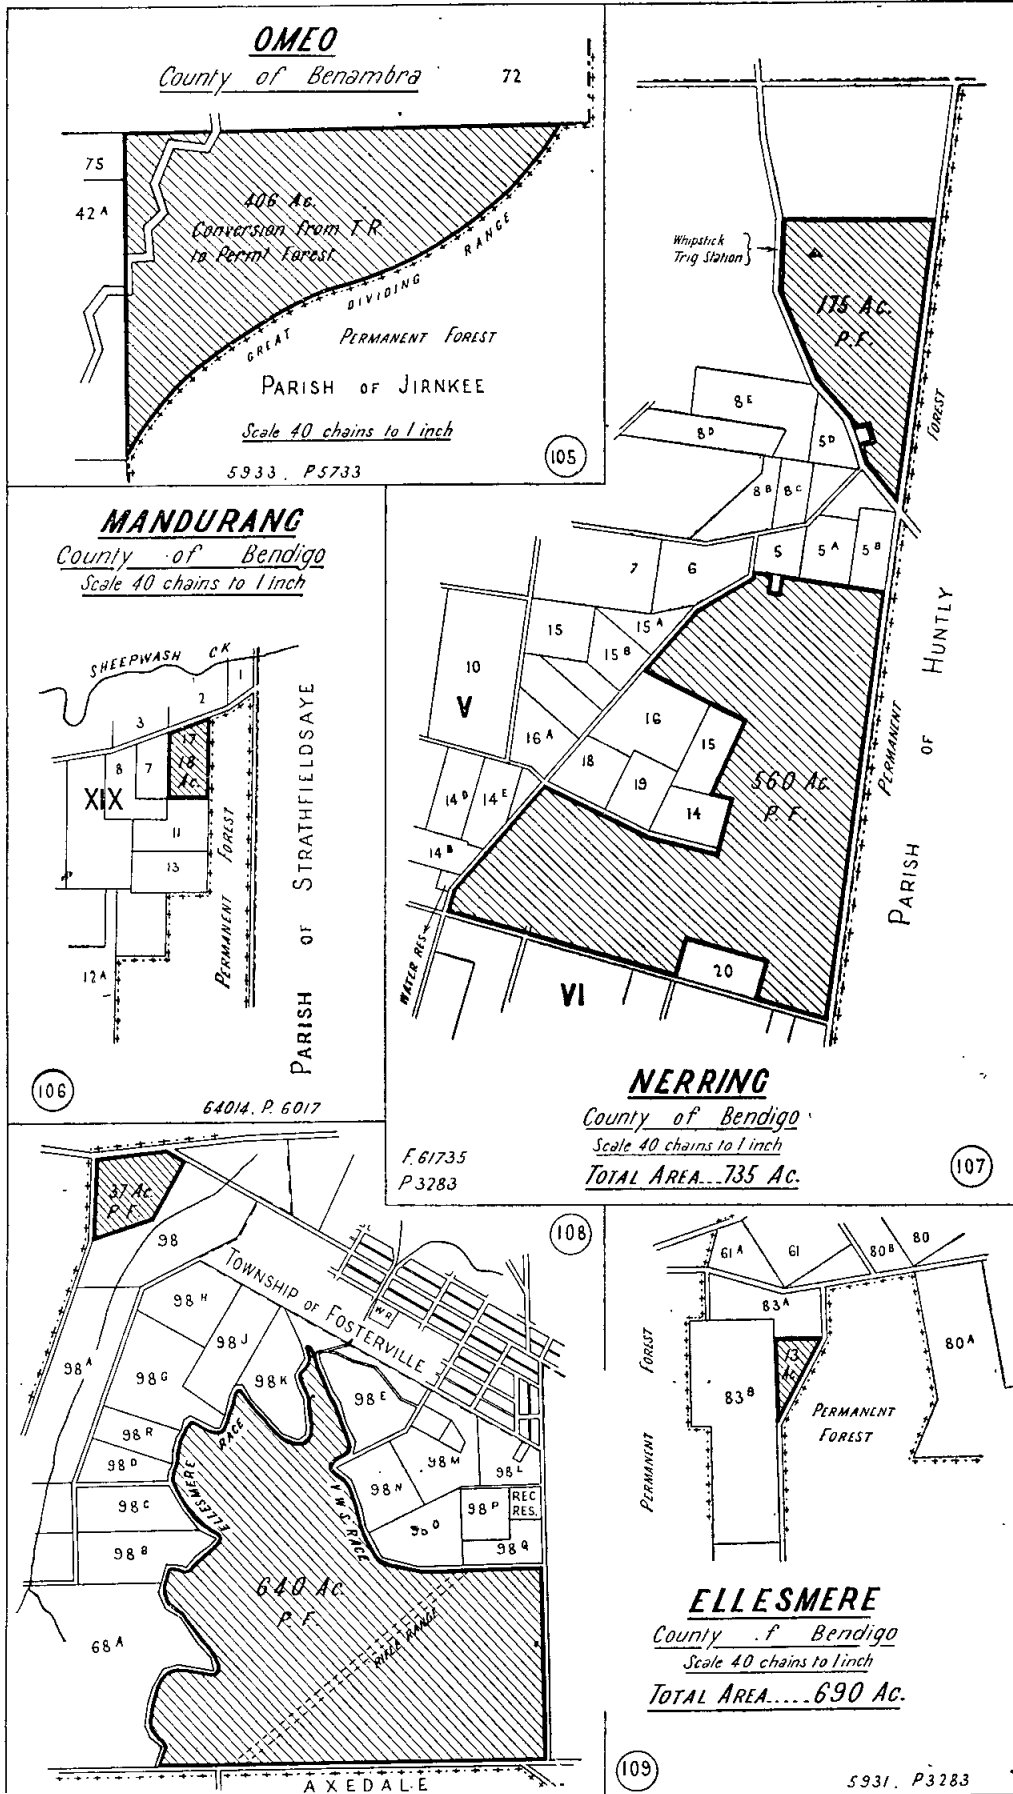 OMEO
County of Benambra
72
75
42A
406 Ac.
Conversion from T.R.
to Permt Forest
GREAT DIVIDING RANGE
PERMANENT FOREST
PARISH OF JIRNKEE
Scale 40 chains to 1 inch
5933. P5733
105
MANDURANG
County of Bendigo
Scale 40 chains to 1 inch
SHEEPWASH CK
1
2
3
17
18
Ac.
8
7
XIX
11
13
12A
PERMANENT FOREST
PARISH OF STRATHFIELDSAYE
106
64014. P. 6017
Whipstick
Trig Station
175 Ac.
P.F.
8E
8D
5D
8B
8C
5
5A
5B
7
6
15
15A
15B
10
V
16A
16
15
18
19
14
14D
14E
14B
560 Ac.
P.F.
WATER RES
20
VI
PERMANENT FOREST
PARISH OF HUNTLY
NERRING
County of Bendigo
Scale 40 chains to 1 inch
TOTAL AREA....735 Ac.
F.61735
P3283
107
108
37 Ac.
P.F.
98
TOWNSHIP OF FOSTERVILLE
W R
98H
98J
98A
98G
98K
98E
98R
98D
98M
98L
98N
98C
98P
REC
RES.
98O
98B
98Q
ELLESMERE RACE
V.W.S. RACE
640 Ac.
P.F.
RIFLE RANGE
68A
AXEDALE
61A
61
80B
80
83A
13
Ac.
80A
83B
PERMANENT FOREST
PERMANENT
FOREST
ELLESMERE
County .f Bendigo
Scale 40 chains to 1 inch
TOTAL AREA.....690 Ac.
109
5931. P3283